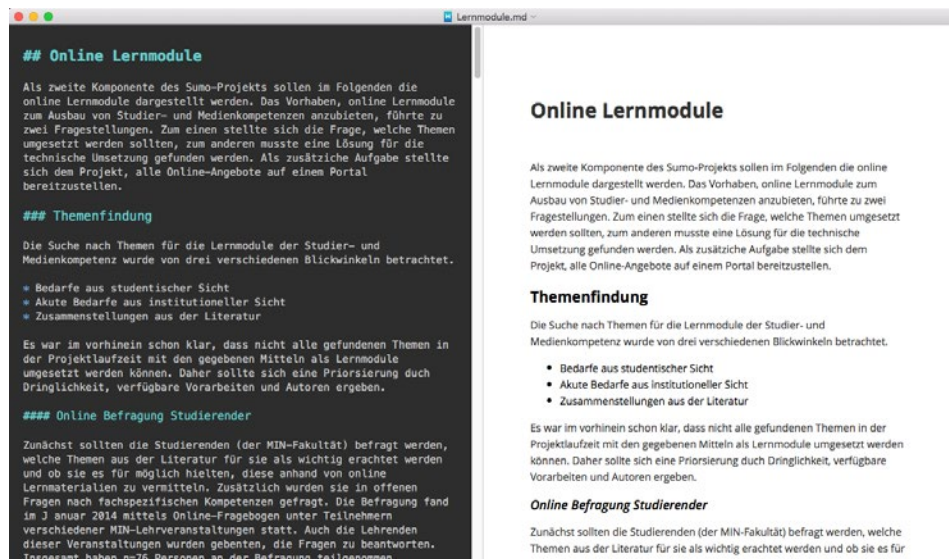 Lernmodule.md
## Online Lernmodule
Als zweite Komponente des Sumo-Projekts sollen im Folgenden die
online Lernmodule dargestellt werden. Das Vorhaben, online Lernmodule
zum Ausbau von Studier- und Medienkompetenzen anzubieten, führte zu
zwei Fragestellungen. Zum einen stellte sich die Frage, welche Themen
umgesetzt werden sollten, zum anderen musste eine Lösung für die
technische Umsetzung gefunden werden. Als zusätziche Aufgabe stellte
sich dem Projekt, alle Online-Angebote auf einem Portal
bereitzustellen.
### Themenfindung
Die Suche nach Themen für die Lernmodule der Studier- und
Medienkompetenz wurde von drei verschiedenen Blickwinkeln betrachtet.
* Bedarfe aus studentischer Sicht
* Akute Bedarfe aus institutioneller Sicht
* Zusammenstellungen aus der Literatur
Es war im vorhinein schon klar, dass nicht alle gefundenen Themen in
der Projektlaufzeit mit den gegebenen Mitteln als Lernmodule
umgesetzt werden können. Daher sollte sich eine Priorsierung duch
Dringlichkeit, verfügbare Vorarbeiten und Autoren ergeben.
#### Online Befragung Studierender
Zunächst sollten die Studierenden (der MIN-Fakultät) befragt werden,
welche Themen aus der Literatur für sie als wichtig erachtet werden
und ob sie es für möglich hielten, diese anhand von online
Lernmaterialien zu vermitteln. Zusätzlich wurden sie in offenen
Fragen nach fachspezifischen Kompetenzen gefragt. Die Befragung fand
im J anuar 2014 mittels Online-Fragebogen unter Teilnehmern
verschiedener MIN-Lehrveranstaltungen statt. Auch die Lehrenden
dieser Veranstaltungen wurden gebenten, die Fragen zu beantworten.
Insgesamt haben n=76 Personen an der Befragung teilgenommen
Online Lernmodule
Als zweite Komponente des Sumo-Projekts sollen im Folgenden die online
Lernmodule dargestellt werden. Das Vorhaben, online Lernmodule zum
Ausbau von Studier- und Medienkompetenzen anzubieten, führte zu zwei
Fragestellungen. Zum einen stellte sich die Frage, welche Themen umgesetzt
werden sollten, zum anderen musste eine Lösung für die technische
Umsetzung gefunden werden. Als zusätziche Aufgabe stellte sich dem
Projekt, alle Online-Angebote auf einem Portal bereitzustellen.
Themenfindung
Die Suche nach Themen für die Lernmodule der Studier- und
Medienkompetenz wurde von drei verschiedenen Blickwinkeln betrachtet.
• Bedarfe aus studentischer Sicht
• Akute Bedarfe aus institutioneller Sicht
• Zusammenstellungen aus der Literatur
Es war im vorhinein schon klar, dass nicht alle gefundenen Themen in der
Projektlaufzeit mit den gegebenen Mitteln als Lernmodule umgesetzt werden
können. Daher sollte sich eine Priorsierung duch Dringlichkeit, verfügbare
Vorarbeiten und Autoren ergeben.
Online Befragung Studierender
Zunächst sollten die Studierenden (der MIN-Fakultät) befragt werden, welche
Themen aus der Literatur für sie als wichtig erachtet werden und ob sie es für